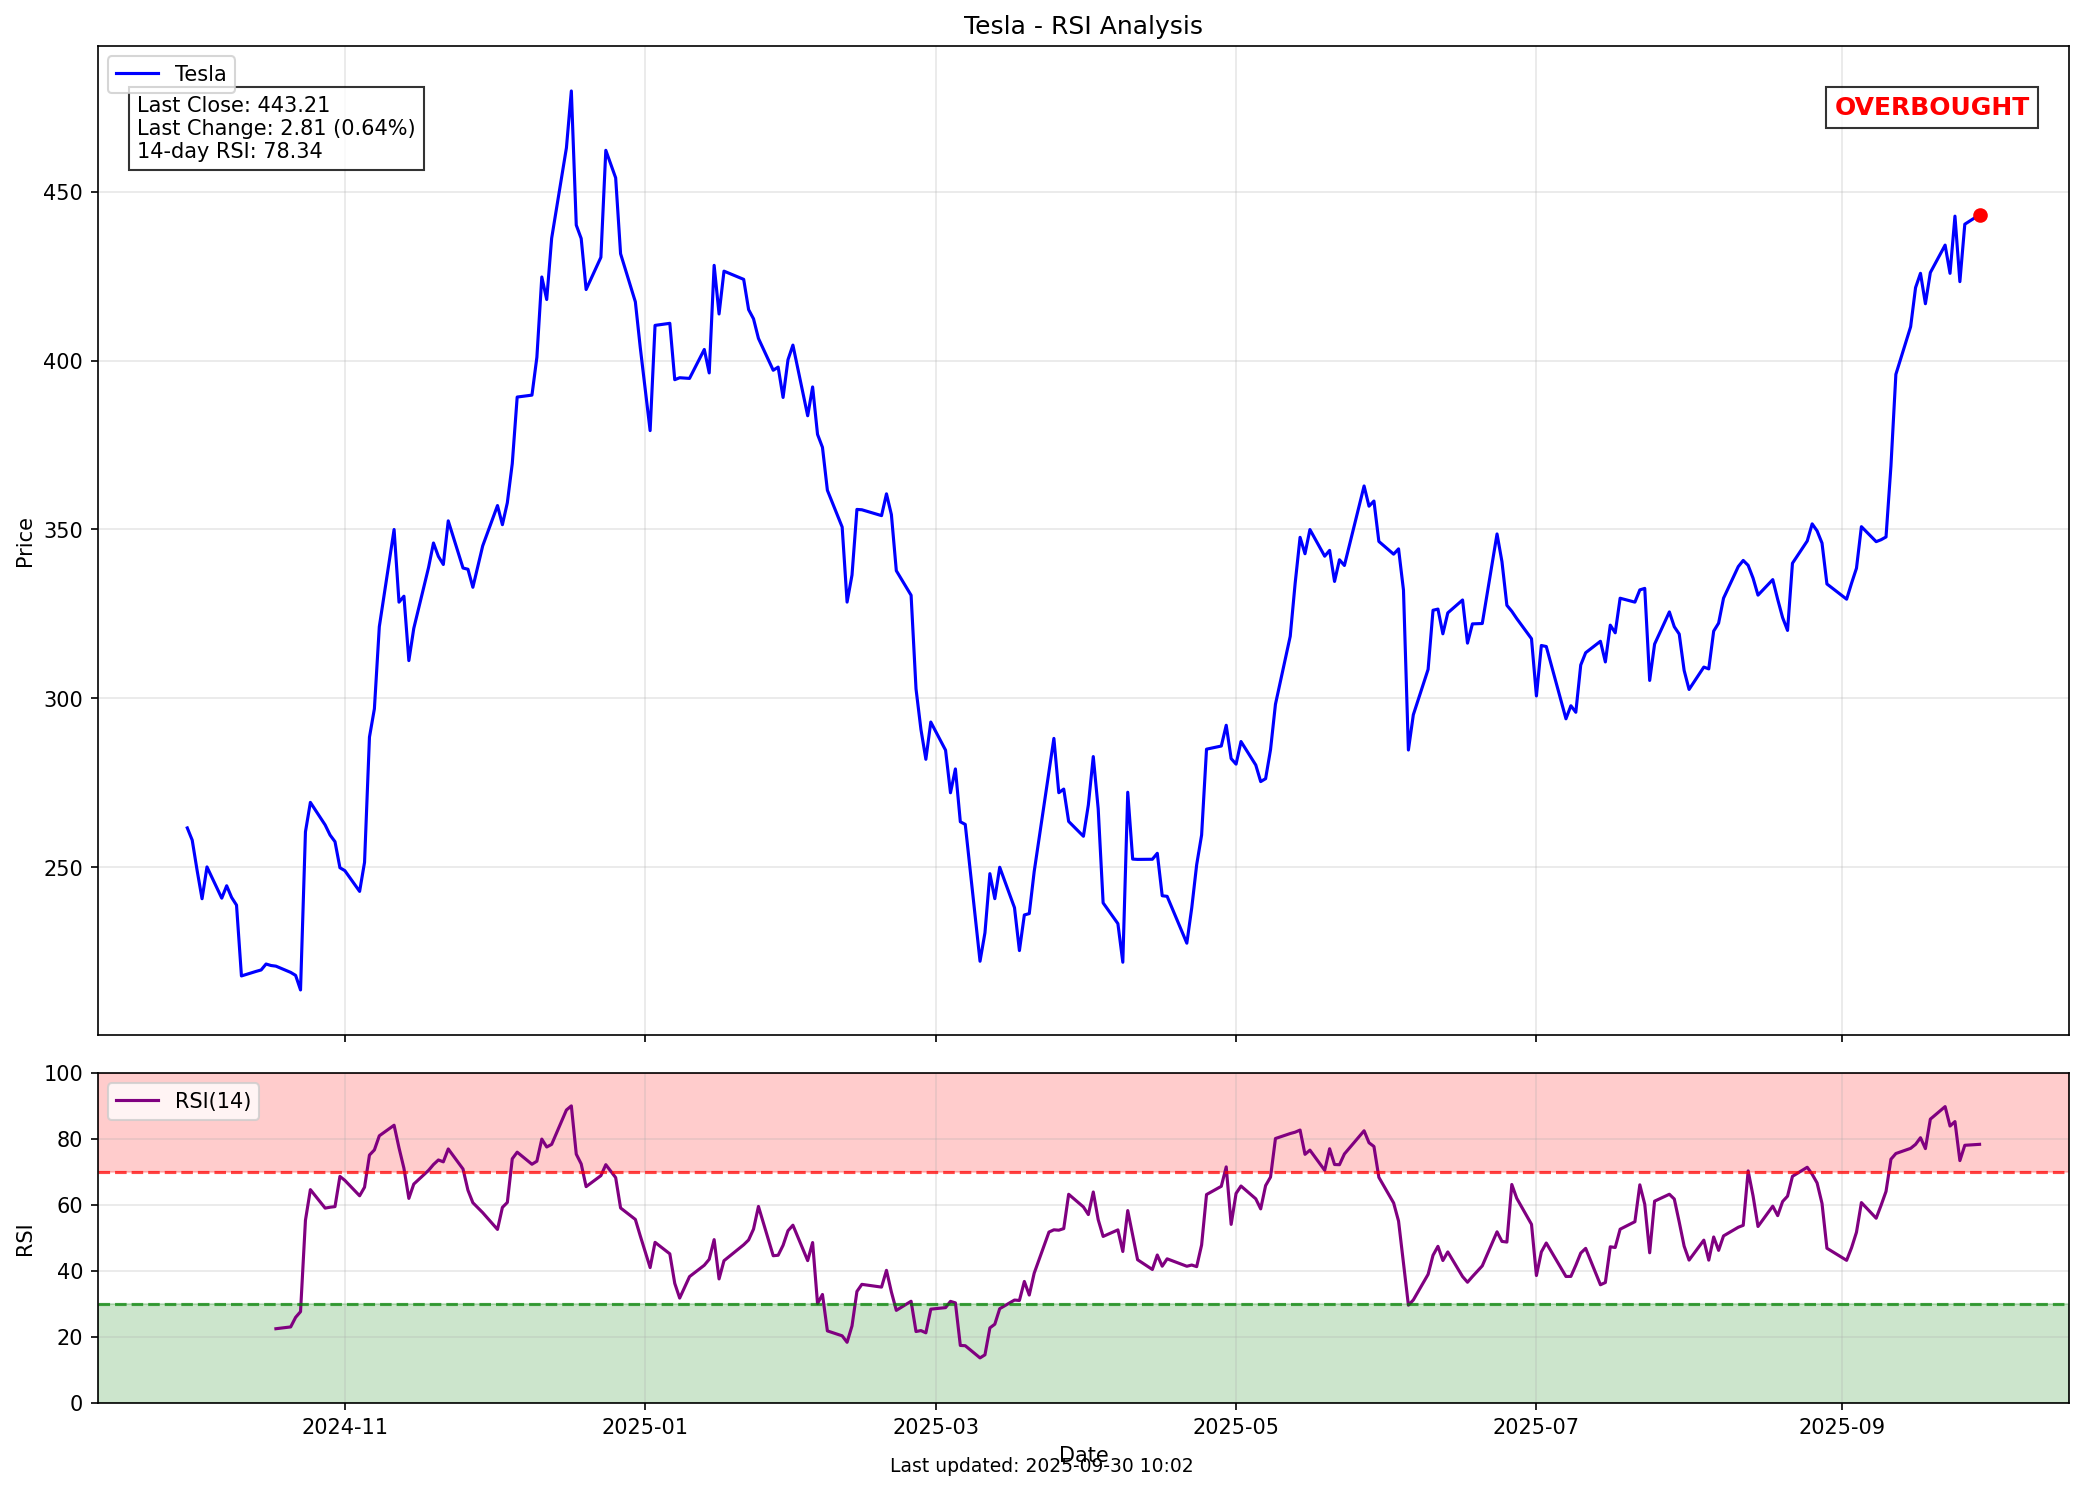 Tesla - RSI Analysis
Tesla
Last Close: 443.21
Last Change: 2.81 (0.64%)
14-day RSI: 78.34
OVERBOUGHT
450
400
350
300
250
Price
RSI(14)
100
80
60
40
20
0
RSI
2024-11 2025-01 2025-03 2025-05 2025-07 2025-09
Date
Last updated: 2025-09-30 10:02